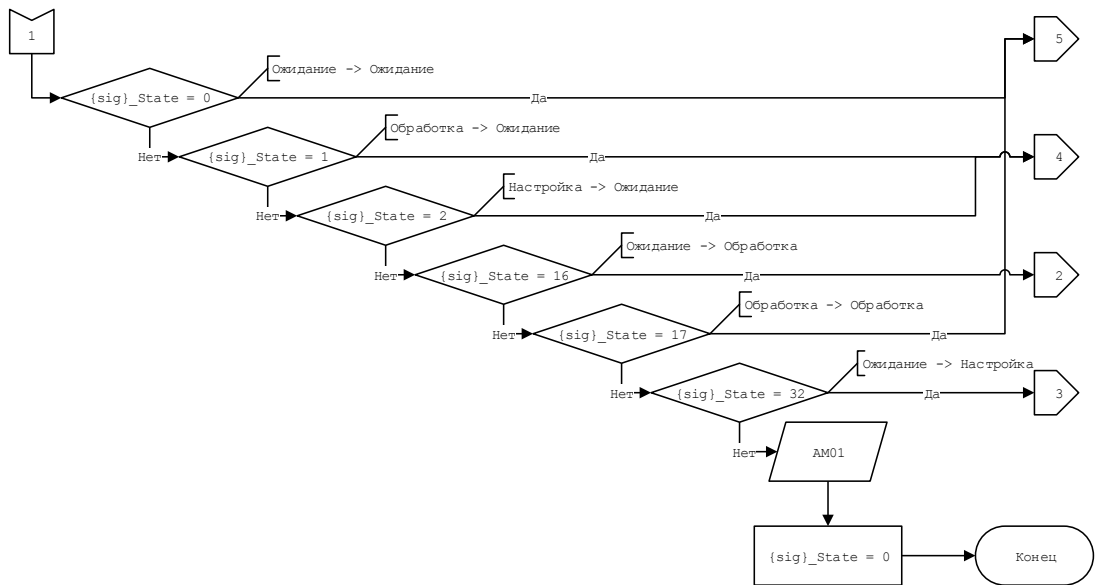 1
5
Ожидание -> Ожидание
{sig}_State = 0
Да
Обработка -> Ожидание
Нет
{sig}_State = 1
Да
4
Настройка -> Ожидание
Нет
{sig}_State = 2
Да
Ожидание -> Обработка
Нет
{sig}_State = 16
Да
2
Обработка -> Обработка
Нет
{sig}_State = 17
Да
Ожидание -> Настройка
Нет
{sig}_State = 32
Да
3
Нет
AM01
{sig}_State = 0
Конец